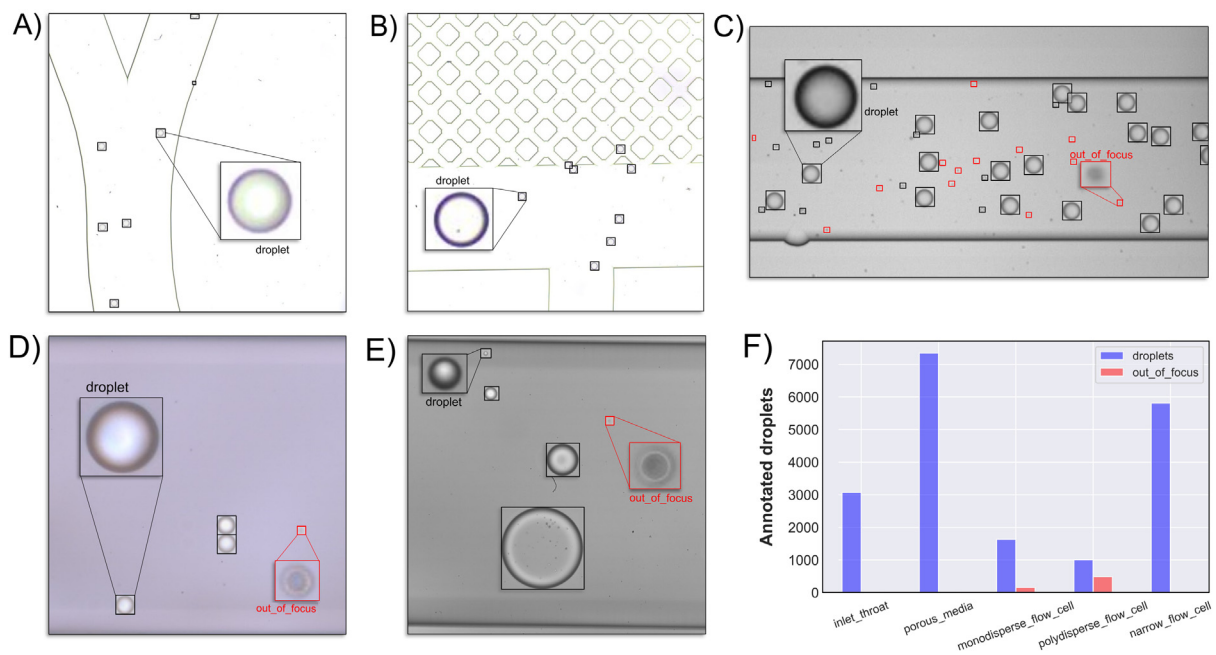 A)
droplet
B)
droplet
C)
droplet
out_of_focus
D)
droplet
out_of_focus
E)
droplet
out_of_focus
F)
droplets
out_of_focus
Annotated droplets
7000
6000
5000
4000
3000
2000
1000
0
inlet_throat
porous_media
monodisperse_flow_cell
polydisperse_flow_cell
narrow_flow_cell